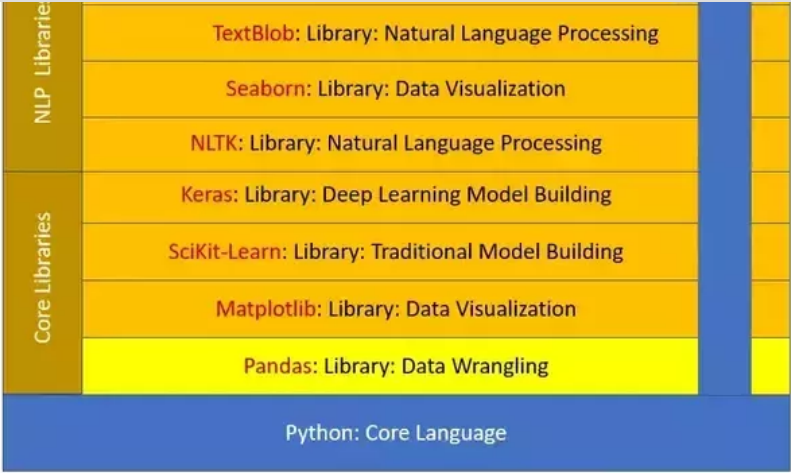 NLP Libraries
TextBlob: Library: Natural Language Processing
Seaborn: Library: Data Visualization
NLTK: Library: Natural Language Processing
Core Libraries
Keras: Library: Deep Learning Model Building
SciKit-Learn: Library: Traditional Model Building
Matplotlib: Library: Data Visualization
Pandas: Library: Data Wrangling
Python: Core Language